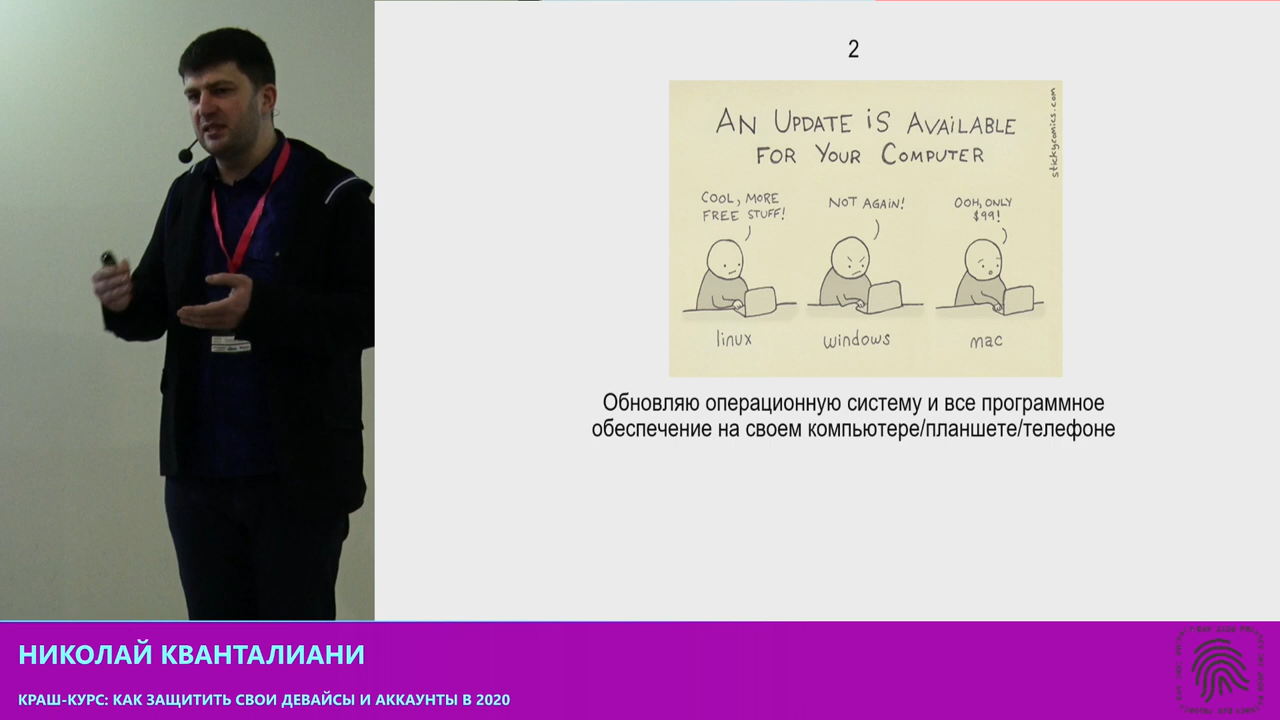 2
AN UPDATE IS AVAILABLE
FOR YOUR COMPUTER
stickycomics.com
COOL, MORE
FREE STUFF!
NOT AGAIN!
OOH, ONLY
$99!
linux
windows
mac
Обновляю операционную систему и все программное
обеспечение на своем компьютере/планшете/телефоне
НИКОЛАЙ КВАНТАЛИАНИ
КРАШ-КУРС: КАК ЗАЩИТИТЬ СВОИ ДЕВАЙСЫ И АККАУНТЫ В 2020